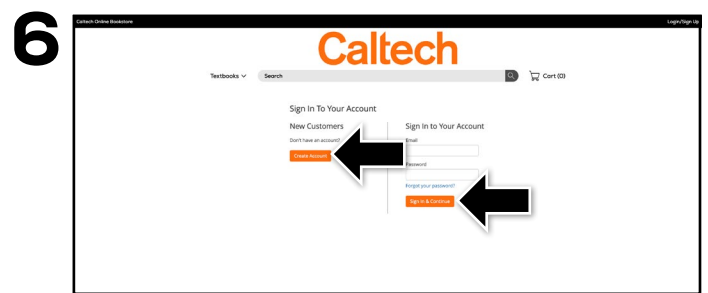 6
Caltech Online Bookstore
Login/Sign Up
Caltech
Textbooks
Search
Cart (0)
Sign In To Your Account
New Customers
Don't have an account?
Create Account
Sign In to Your Account
Email
Password
Forgot your password?
Sign In & Continue